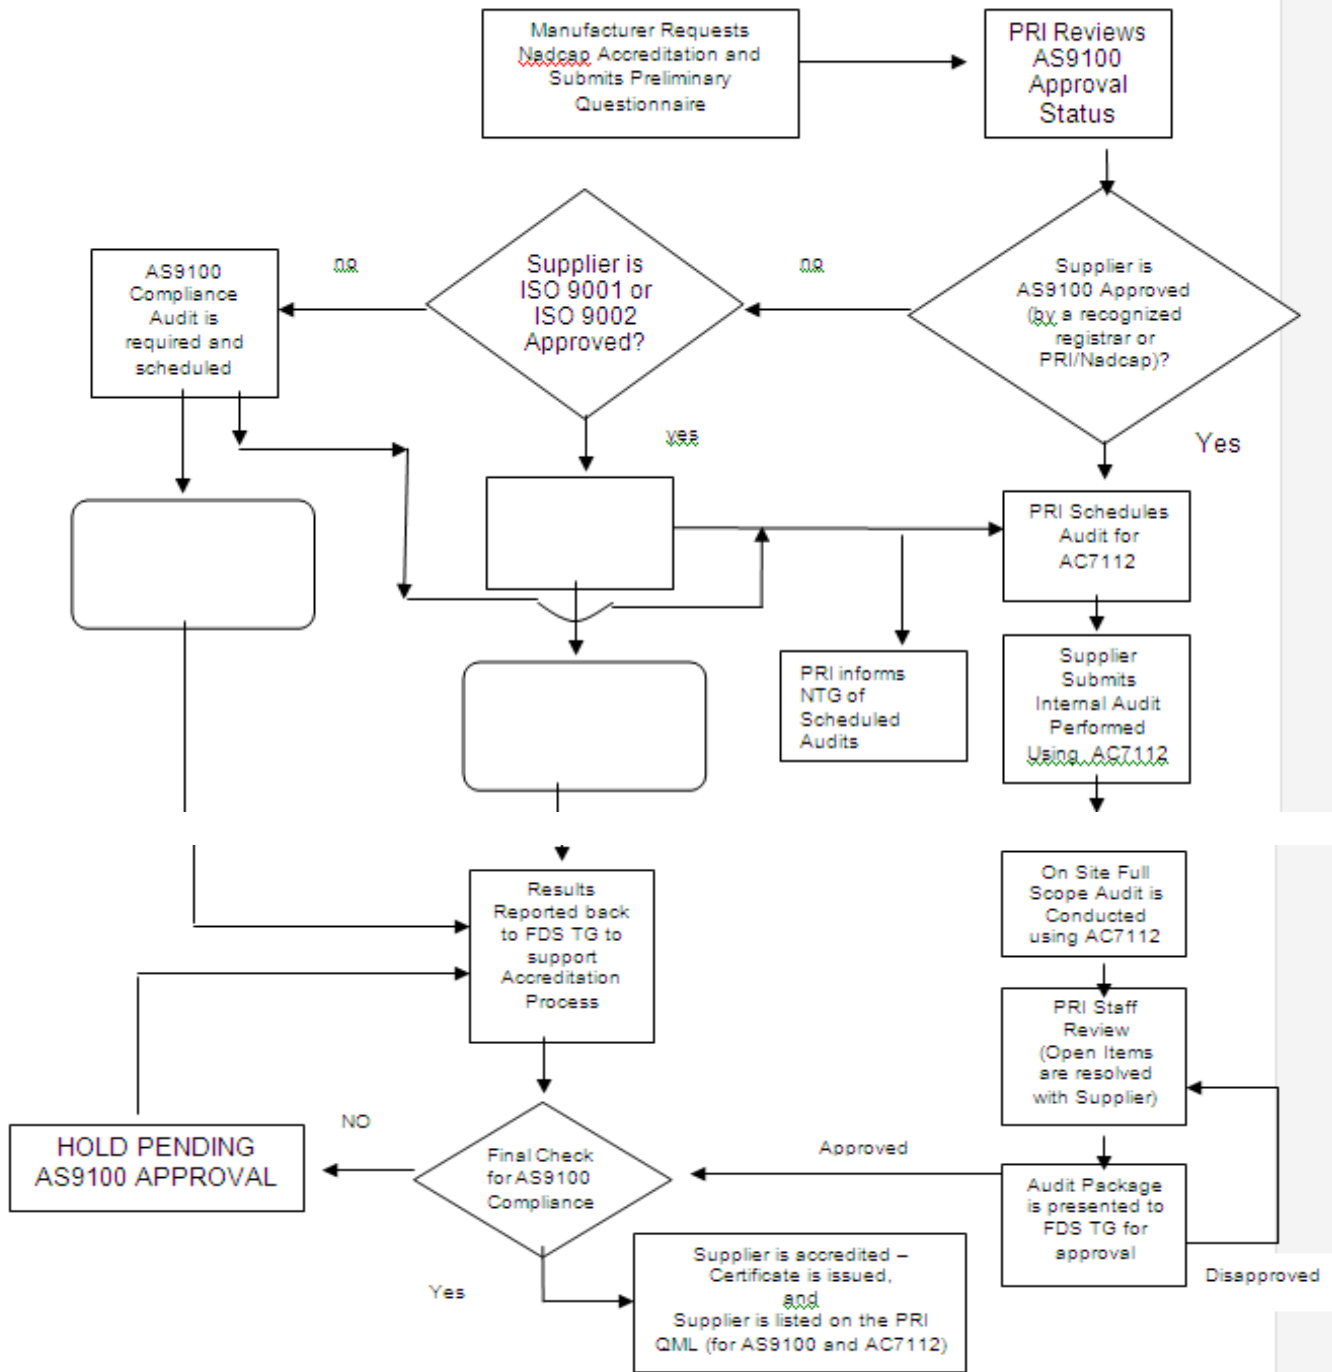 Manufacturer Requests
Nadcap Accreditation and
Submits Preliminary
Questionnaire
PRI Reviews
AS9100
Approval
Status
AS9100
Compliance
Audit is
required and
scheduled
no
Supplier is
ISO 9001 or
ISO 9002
Approved?
no
Supplier is
AS9100 Approved
(by a recognized
registrar or
PRI/Nadcap)?
yes
Yes
PRI Schedules
Audit for
AC7112
PRI informs
NTG of
Scheduled
Audits
Supplier
Submits
Internal Audit
Performed
Using AC7112
Results
Reported back
to FDS TG to
support
Accreditation
Process
On Site Full
Scope Audit is
Conducted
using AC7112
PRI Staff
Review
(Open Items
are resolved
with Supplier)
HOLD PENDING
AS9100 APPROVAL
NO
Final Check
for AS9100
Compliance
Approved
Audit Package
is presented to
FDS TG for
approval
Disapproved
Yes
Supplier is accredited –
Certificate is issued,
and
Supplier is listed on the PRI
QML (for AS9100 and AC7112)